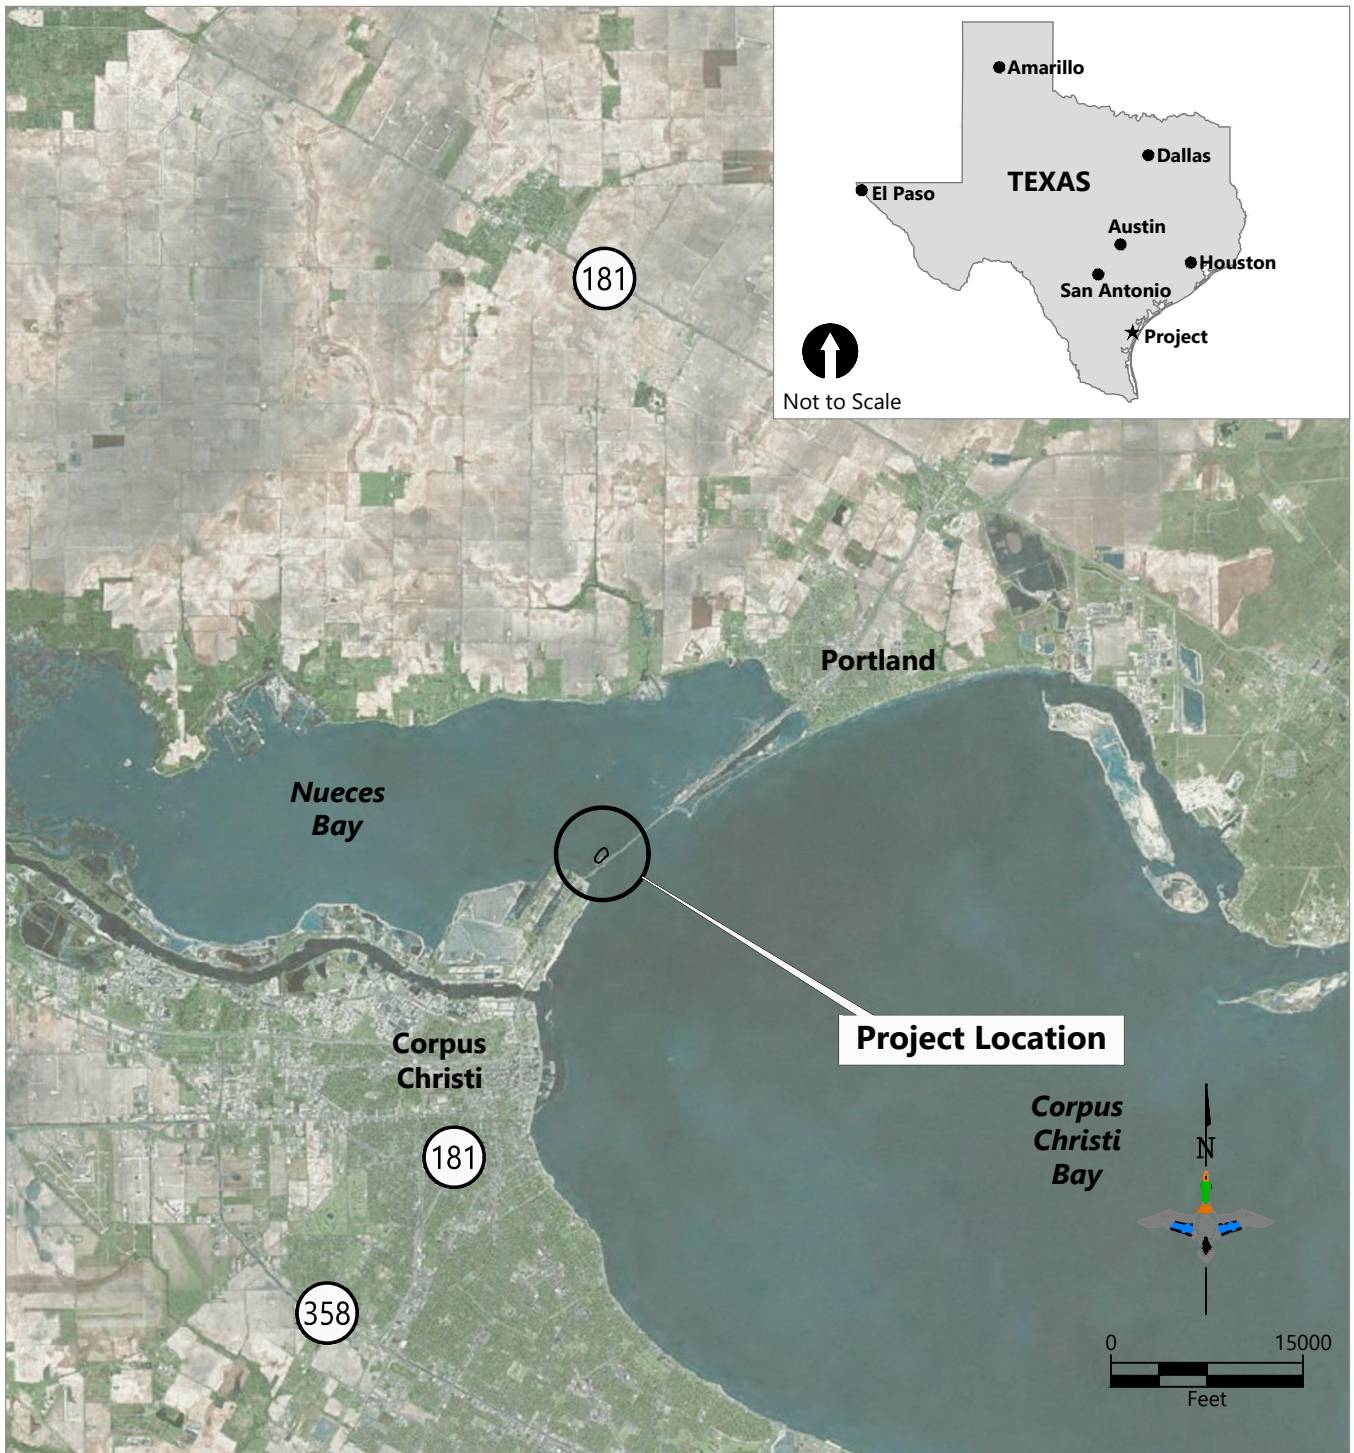 Amarillo
Dallas
TEXAS
El Paso
Austin
Houston
San Antonio
Project
Not to Scale
181
Portland
Nueces
Bay
Project Location
Corpus
Christi
Corpus
Christi
Bay
N
181
358
0 15000
Feet